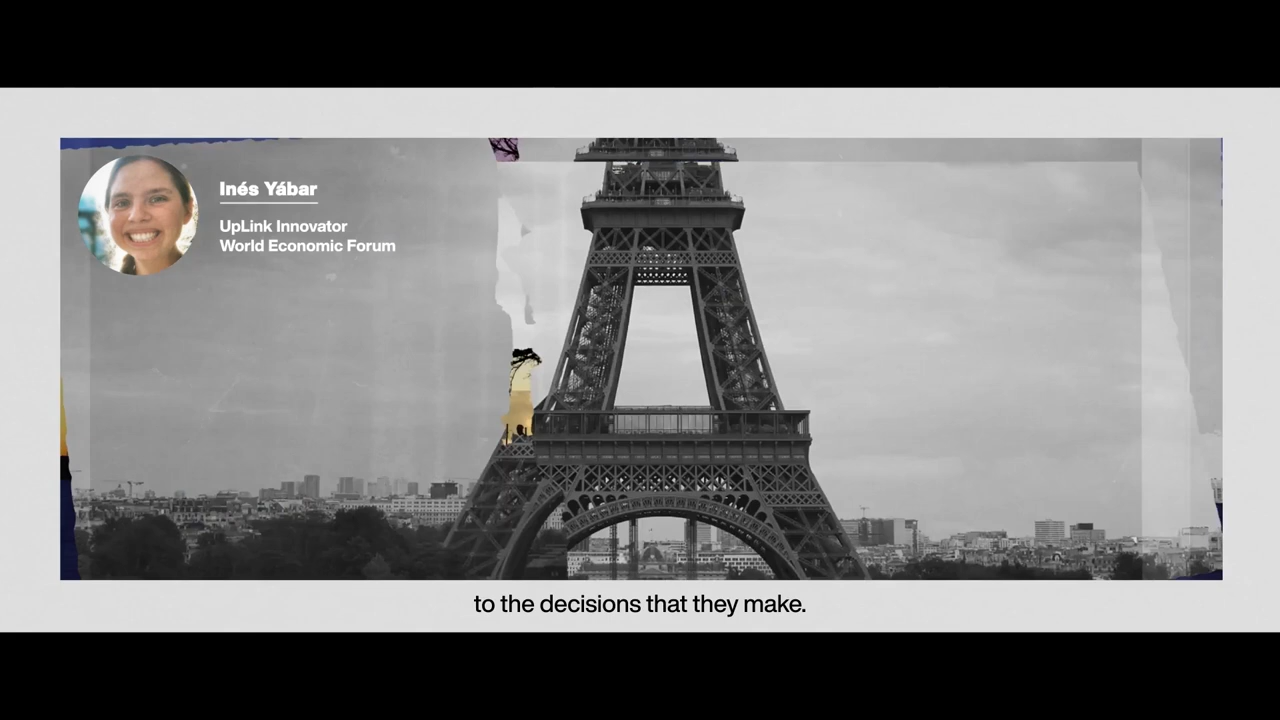 Inés Yábar
UpLink Innovator
World Economic Forum
to the decisions that they make.